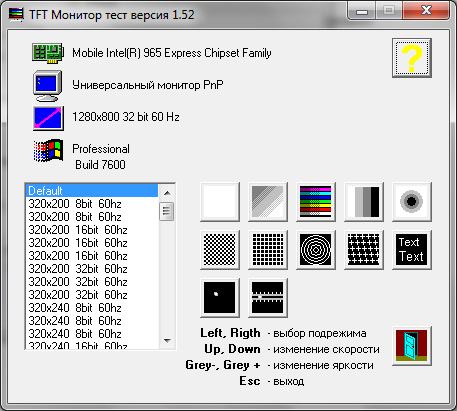 TFT Монитор тест версия 1.52
?
Mobile Intel(R) 965 Express Chipset Family
Универсальный монитор PnP
1280x800 32 bit 60 Hz
Professional
Build 7600
Default
320x200 8bit 60hz
320x200 8bit 60hz
320x200 16bit 60hz
320x200 16bit 60hz
320x200 16bit 60hz
320x200 32bit 60hz
320x200 32bit 60hz
320x200 32bit 60hz
320x240 8bit 60hz
320x240 8bit 60hz
320x240 8bit 60hz
320x240 16bit 60hz
Text
Text
Left, Rigth - выбор подрежима
Up, Down - изменение скорости
Grey-, Grey + - изменение яркости
Esc - выход